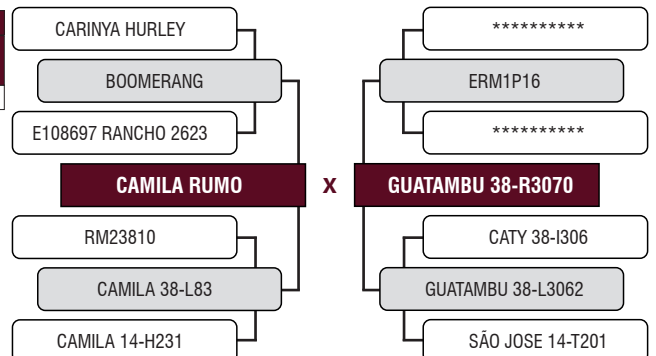 CARINYA HURLEY
BOOMERANG
E108697 RANCHO 2623
CAMILA RUMO
RM23810
CAMILA 38-L83
CAMILA 14-H231
X
**********
ERM1P16
**********
GUATAMBU 38-R3070
CATY 38-I306
GUATAMBU 38-L3062
SÃO JOSE 14-T201